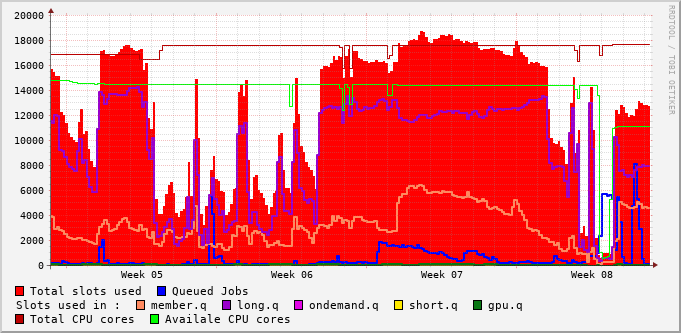 20000
18000
16000
14000
12000
10000
8000
6000
4000
2000
0
Week 05 Week 06 Week 07 Week 08
RRDTOOL / TOBI OETIKER
Total slots used Queued Jobs
Slots used in : member.q long.q ondemand.q short.q gpu.q
Total CPU cores Availale CPU cores